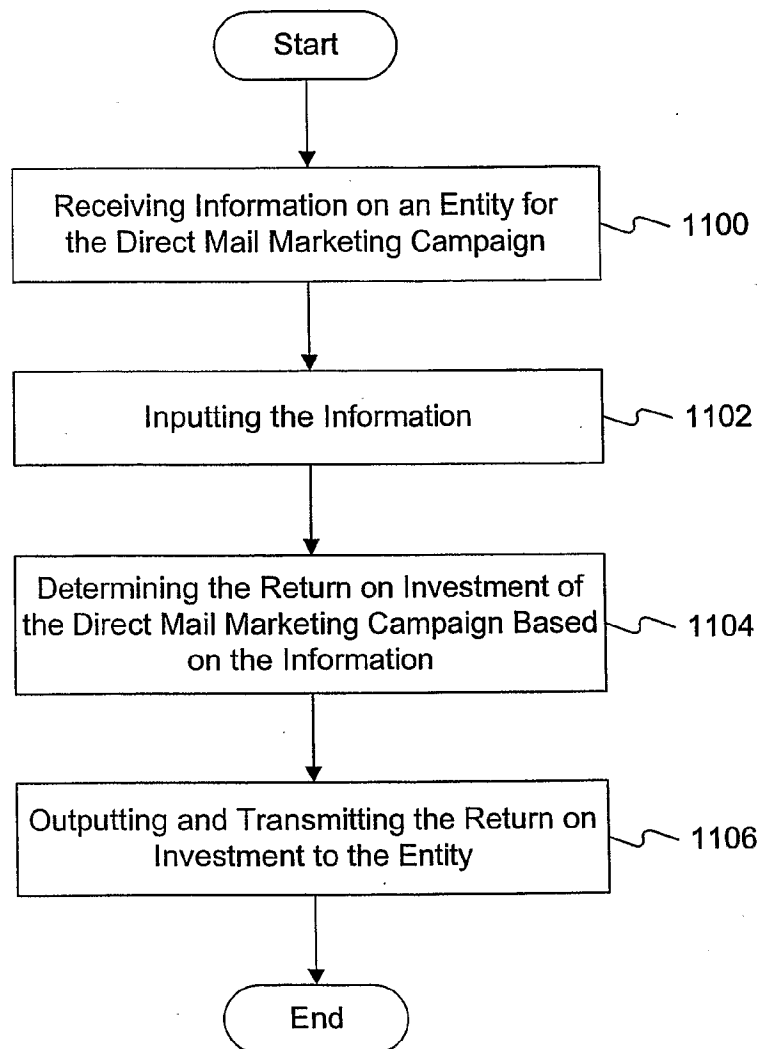 Start
Receiving Information on an Entity for
the Direct Mail Marketing Campaign
1100
Inputting the Information
1102
Determining the Return on Investment of
the Direct Mail Marketing Campaign Based
on the Information
1104
Outputting and Transmitting the Return on
Investment to the Entity
1106
End